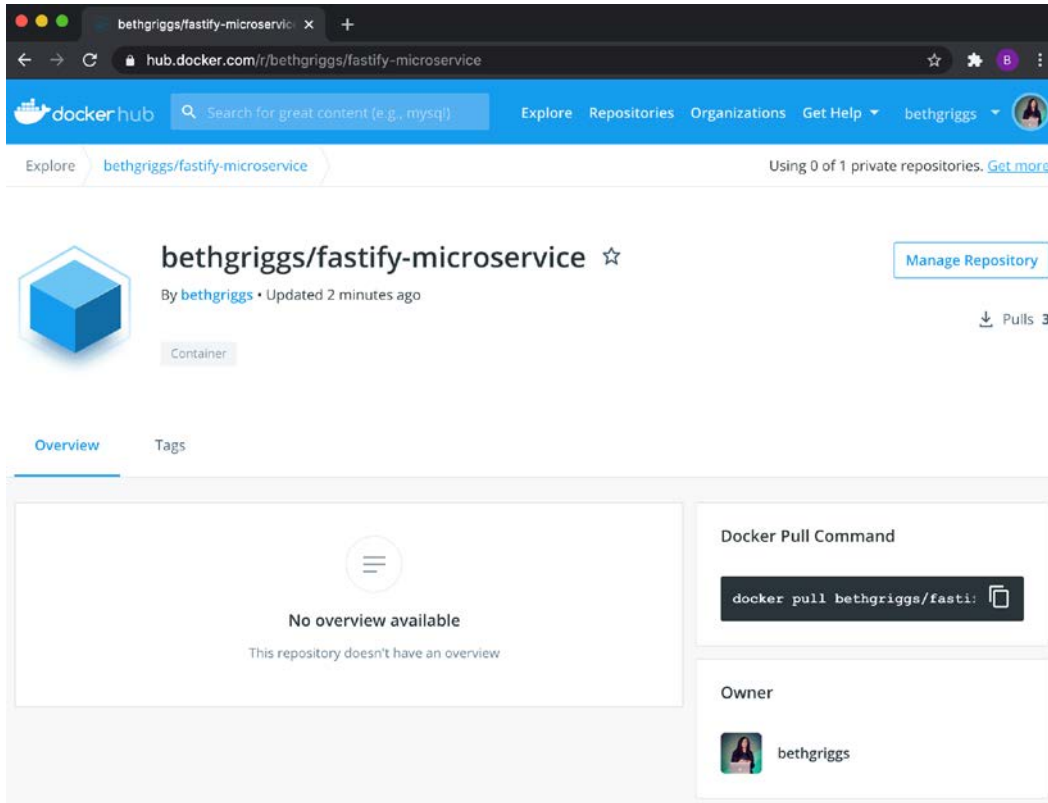 bethgriggs/fastify-microservic
hub.docker.com/r/bethgriggs/fastify-microservice
B
dockerhub
Search for great content (e.g., mysql)
Explore Repositories Organizations Get Help bethgriggs
Explore bethgriggs/fastify-microservice Using 0 of 1 private repositories. Get more
bethgriggs/fastify-microservice
Manage Repository
By bethgriggs • Updated 2 minutes ago
Pulls 3
Container
Overview Tags
Docker Pull Command
docker pull bethgriggs/fasti
No overview available
This repository doesn't have an overview
Owner
bethgriggs